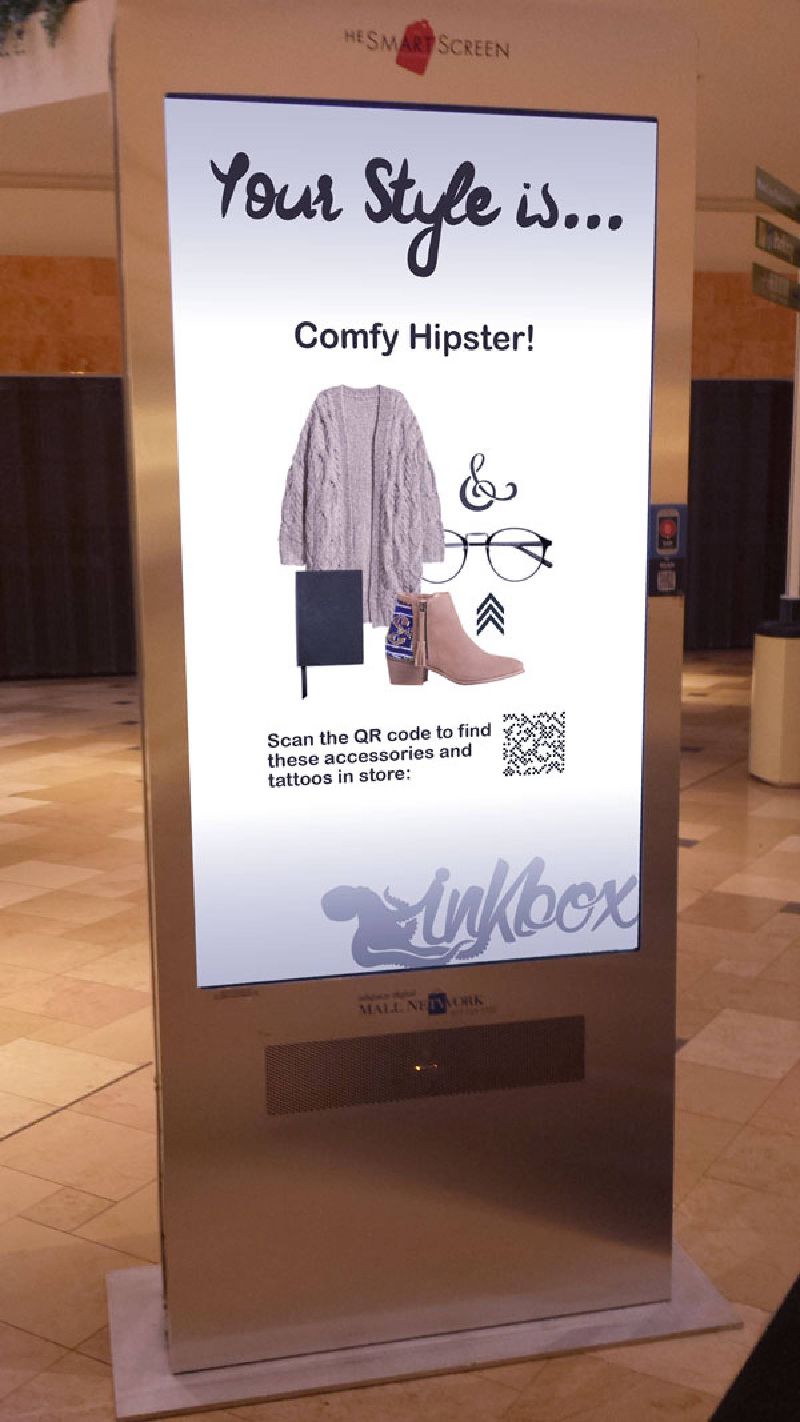 HE SMART SCREEN
Your Style is...
Comfy Hipster!
&
Scan the QR code to find
these accessories and
tattoos in store:
inkbox
MALL NETWORK